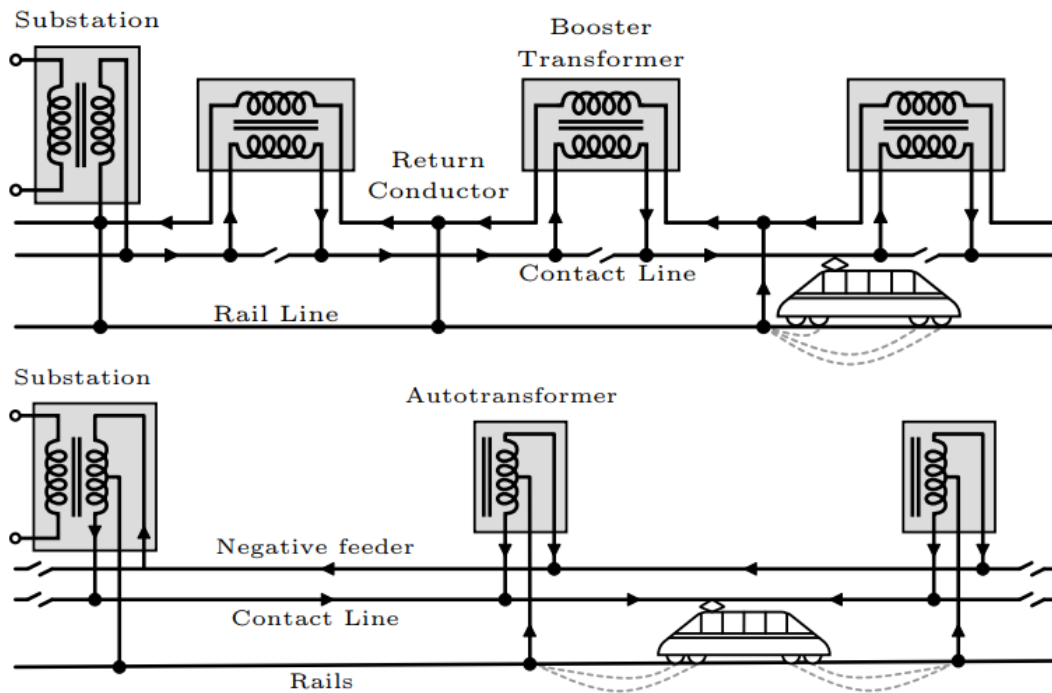 Substation
Booster
Transformer
Return
Conductor
Contact Line
Rail Line
Substation
Autotransformer
Negative feeder
Contact Line
Rails